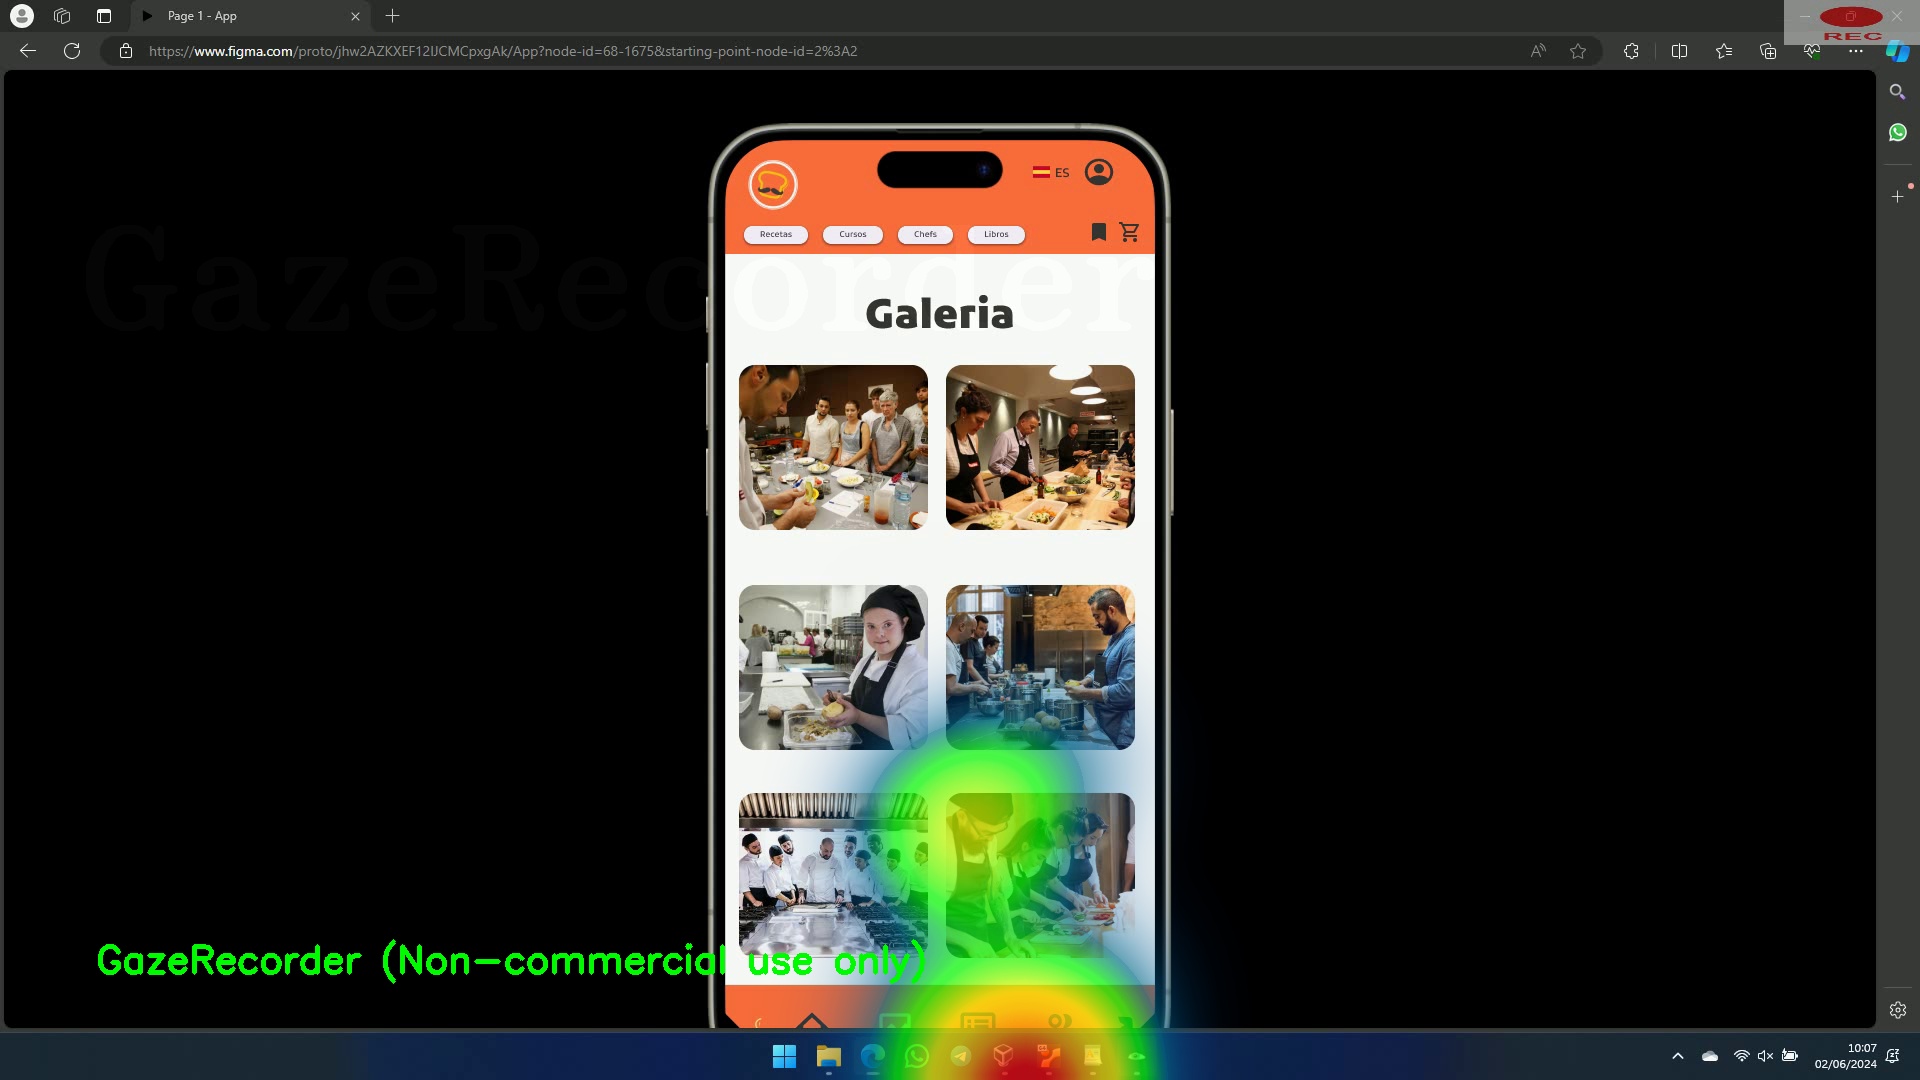 Page 1 - App
REC
https://www.figma.com/proto/jhw2AZKXEF12IJCMCpxgAk/App?node-id=68-1675&starting-point-node-id=2%3A2
ES
Recetas Cursos Chefs Libros
GazeRecorder
Galeria
GazeRecorder (Non-commercial use only)
10:07
02/06/2024